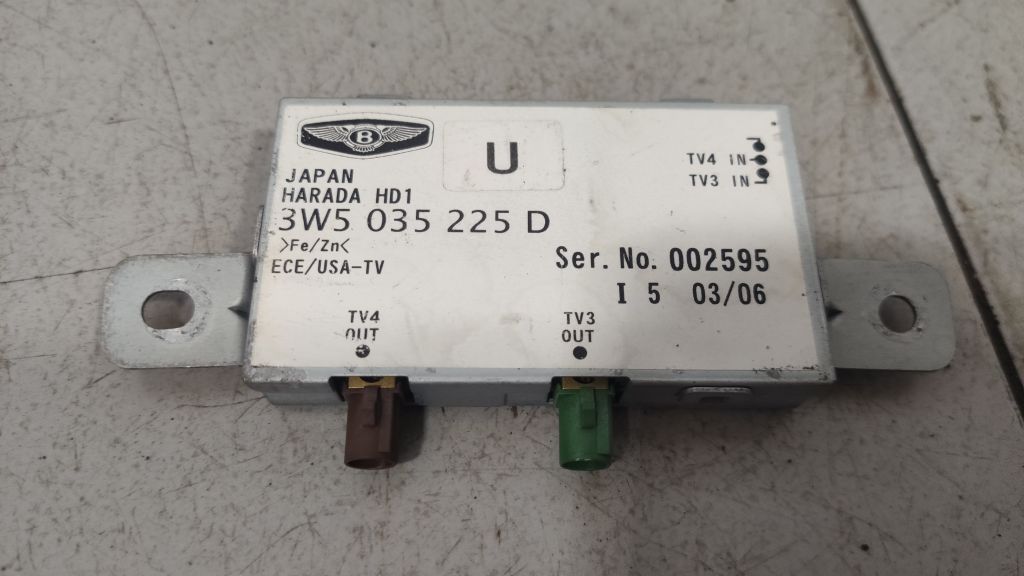 B
U
JAPAN
HARADA HD1
3W5 035 225 D
>Fe/Zn<
ECE/USA-TV
TV4 IN
TV3 IN
Ser. No. 002595
I 5 03/06
TV4
OUT
TV3
OUT